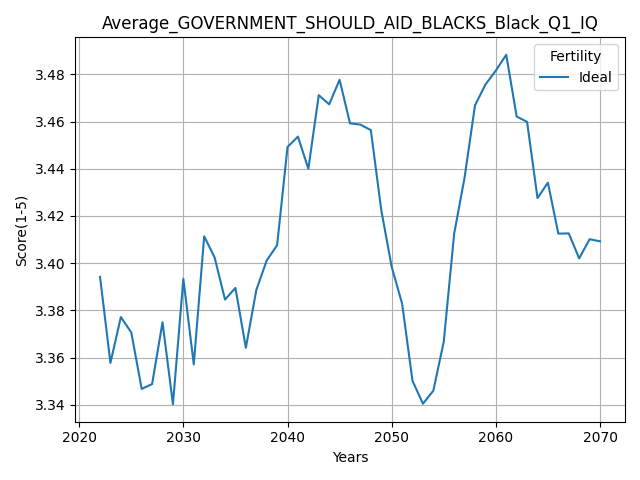 Average_GOVERNMENT_SHOULD_AID_BLACKS_Black_Q1_IQ
Fertility
Ideal
Score(1-5)
3.48
3.46
3.44
3.42
3.40
3.38
3.36
3.34
2020
2030
2040
2050
2060
2070
Years